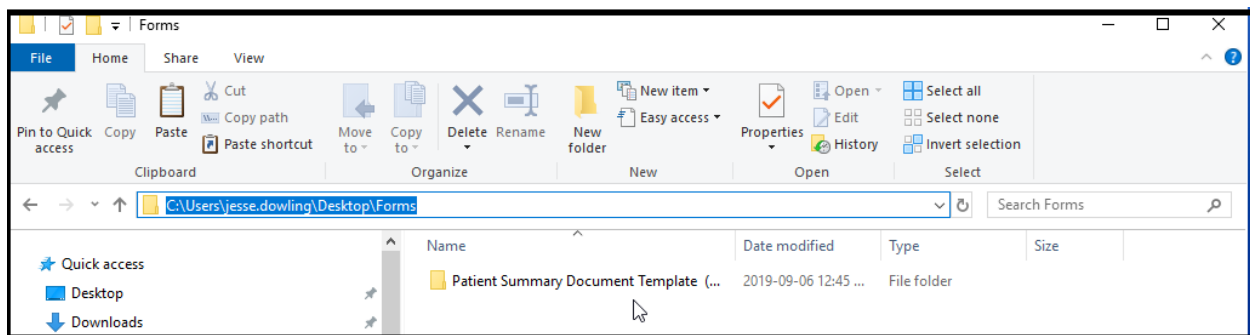 Forms
File Home Share View
Pin to Quick access
Copy
Paste
Cut
Copy path
Paste shortcut
Clipboard
Move to
Copy to
Delete
Rename
Organize
New folder
New item
Easy access
New
Properties
Open
Edit
History
Open
Select all
Select none
Invert selection
Select
C:\Users\jesse.dowling\Desktop\Forms
Search Forms
Quick access
Desktop
Downloads
Name Date modified Type Size
Patient Summary Document Template (... 2019-09-06 12:45 ... File folder